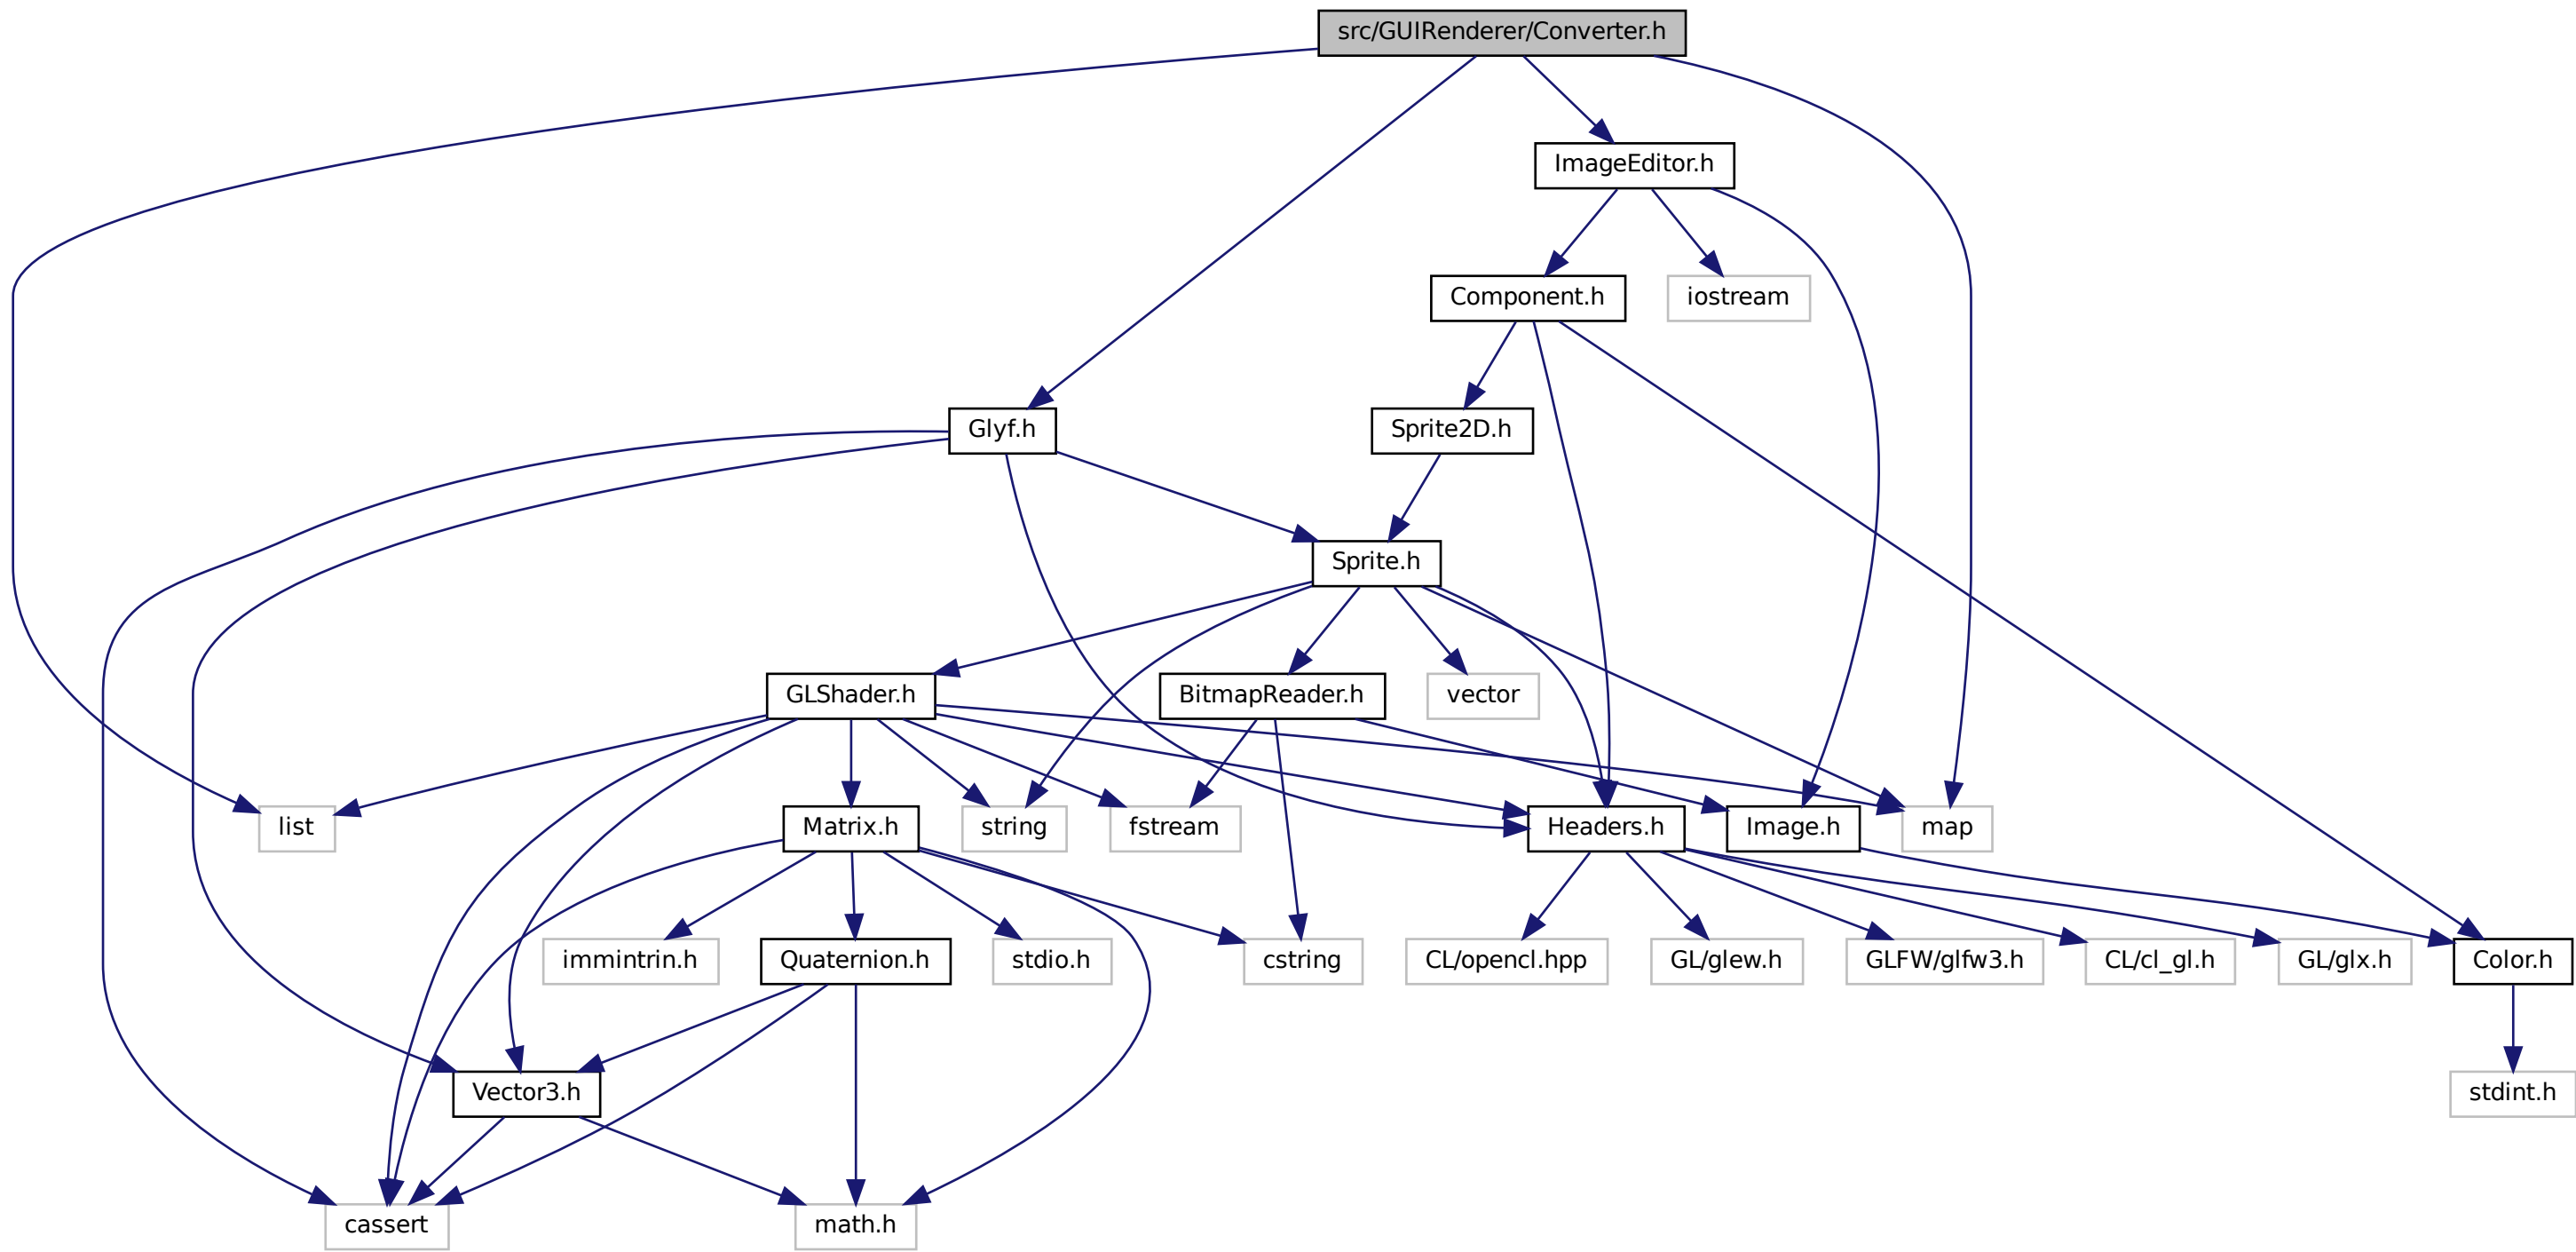 src/GUIRenderer/Converter.h
ImageEditor.h
Component.h
iostream
Glyf.h
Sprite2D.h
Sprite.h
GLShader.h
BitmapReader.h
vector
list
Matrix.h
string
fstream
Headers.h
Image.h
map
immintrin.h
Quaternion.h
stdio.h
cstring
CL/opencl.hpp
GL/glew.h
GLFW/glfw3.h
CL/cl_gl.h
GL/glx.h
Color.h
Vector3.h
stdint.h
cassert
math.h